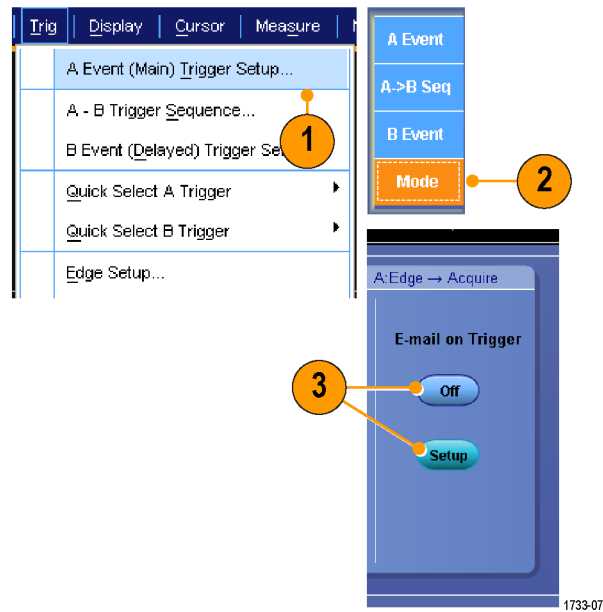 Trig Display Cursor Measure
A Event (Main) Trigger Setup...
A - B Trigger Sequence...
B Event (Delayed) Trigger Se
Quick Select A Trigger
Quick Select B Trigger
Edge Setup...
1
A Event
A->B Seq
B Event
Mode
2
A:Edge → Acquire
E-mail on Trigger
Off
Setup
3
1733-07